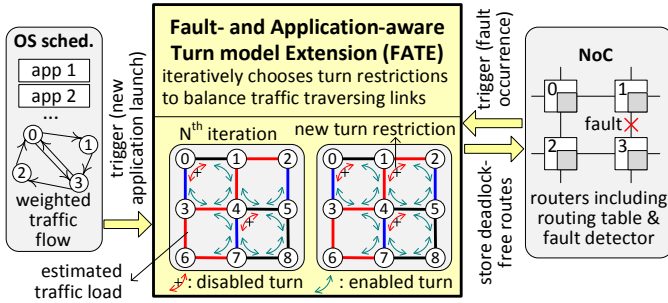 OS sched.
app 1
app 2
...
0
1
2
3
weighted
traffic
flow
estimated
traffic load
trigger (new
application launch)
Fault- and Application-aware
Turn model Extension (FATE)
iteratively chooses turn restrictions
to balance traffic traversing links
Nth iteration
new turn restriction
0 1 2
3 4 5
6 7 8
0 1 2
3 4 5
6 7 8
: disabled turn
: enabled turn
trigger (fault
occurrence)
store deadlock-
free routes
NoC
0 1
fault
2 3
routers including
routing table &
fault detector